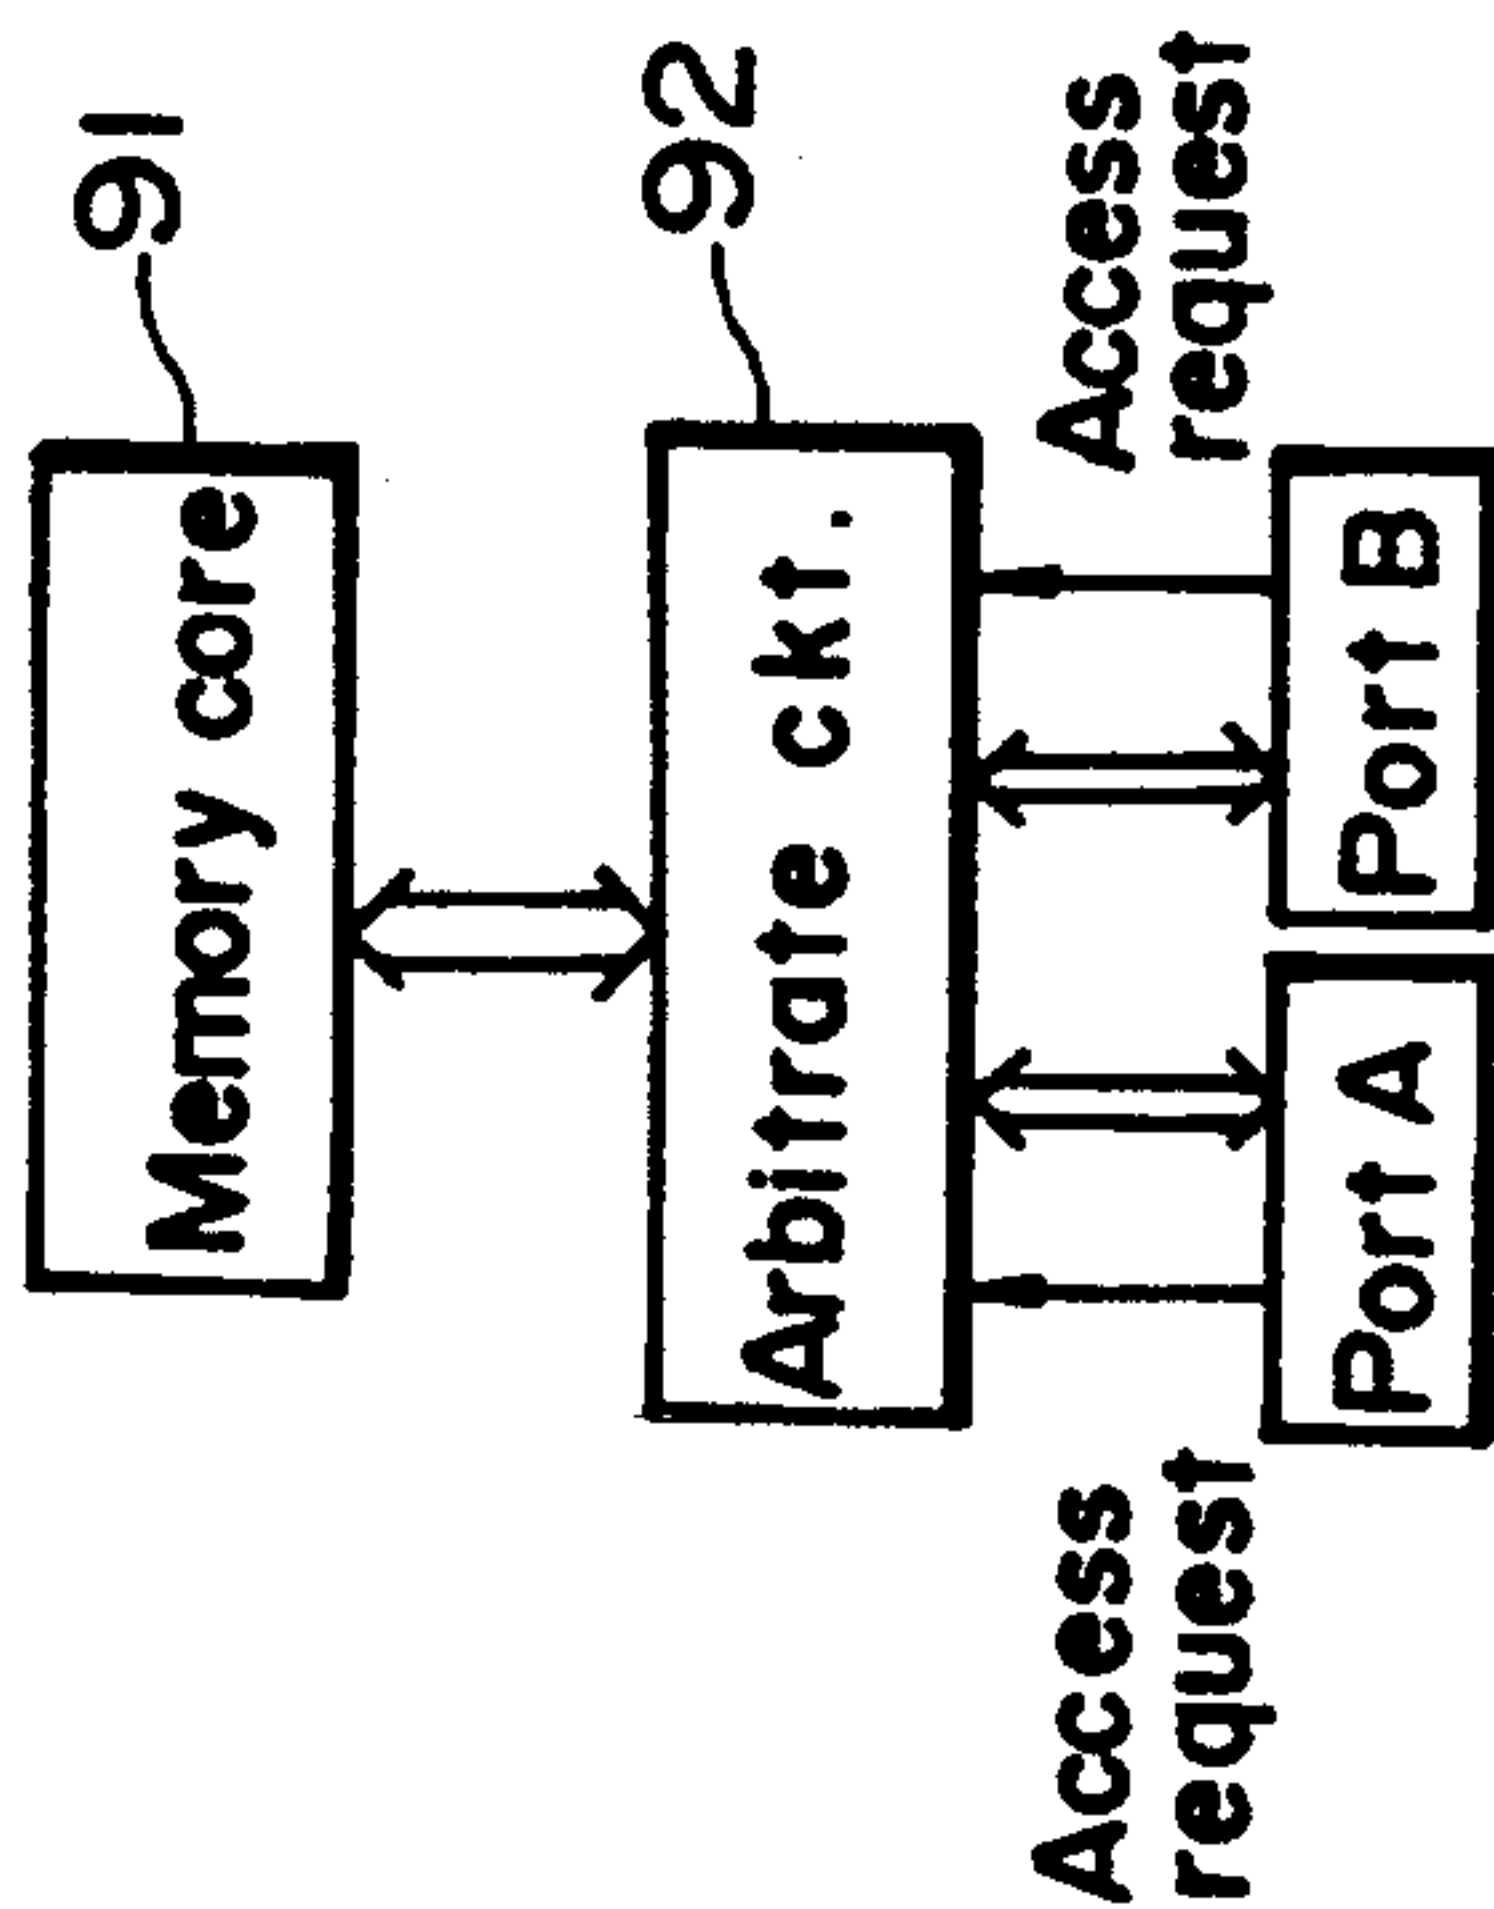 91
Memory core
92
Arbitrate ckt.
Access
request
Access
request
Port A
Port B